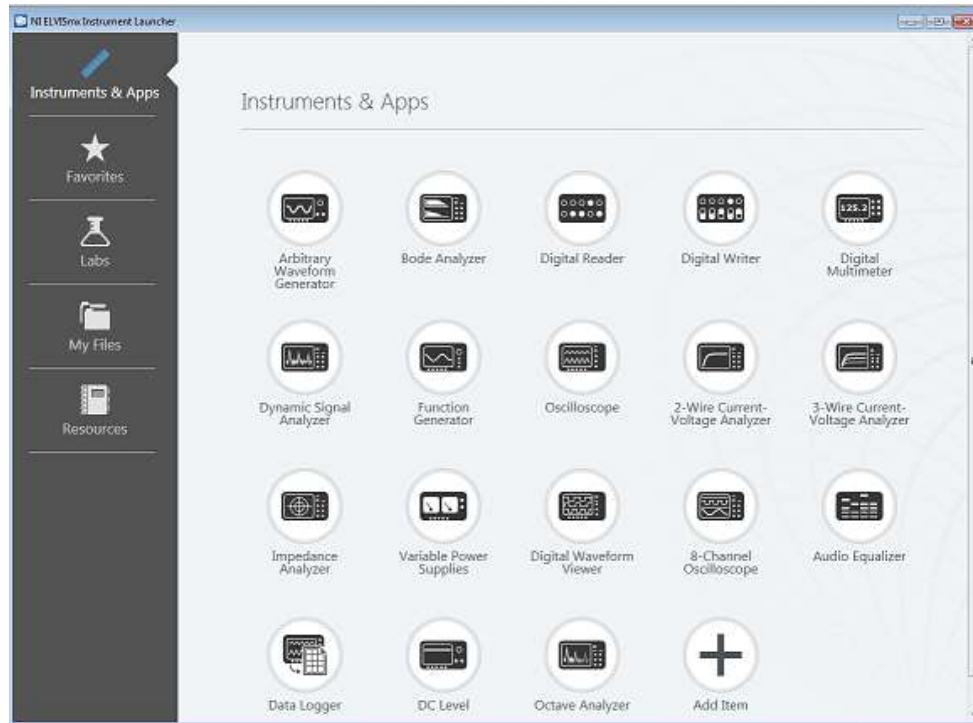 NI ELVISmx Instrument Launcher
Instruments & Apps
Favorites
Labs
My Files
Resources
Instruments & Apps
Arbitrary
Waveform
Generator
Bode Analyzer
Digital Reader
Digital Writer
125.2
Digital
Multimeter
Dynamic Signal
Analyzer
Function
Generator
Oscilloscope
2-Wire Current-
Voltage Analyzer
3-Wire Current-
Voltage Analyzer
Impedance
Analyzer
Variable Power
Supplies
Digital Waveform
Viewer
8-Channel
Oscilloscope
Audio Equalizer
Data Logger
DC Level
Octave Analyzer
Add Item